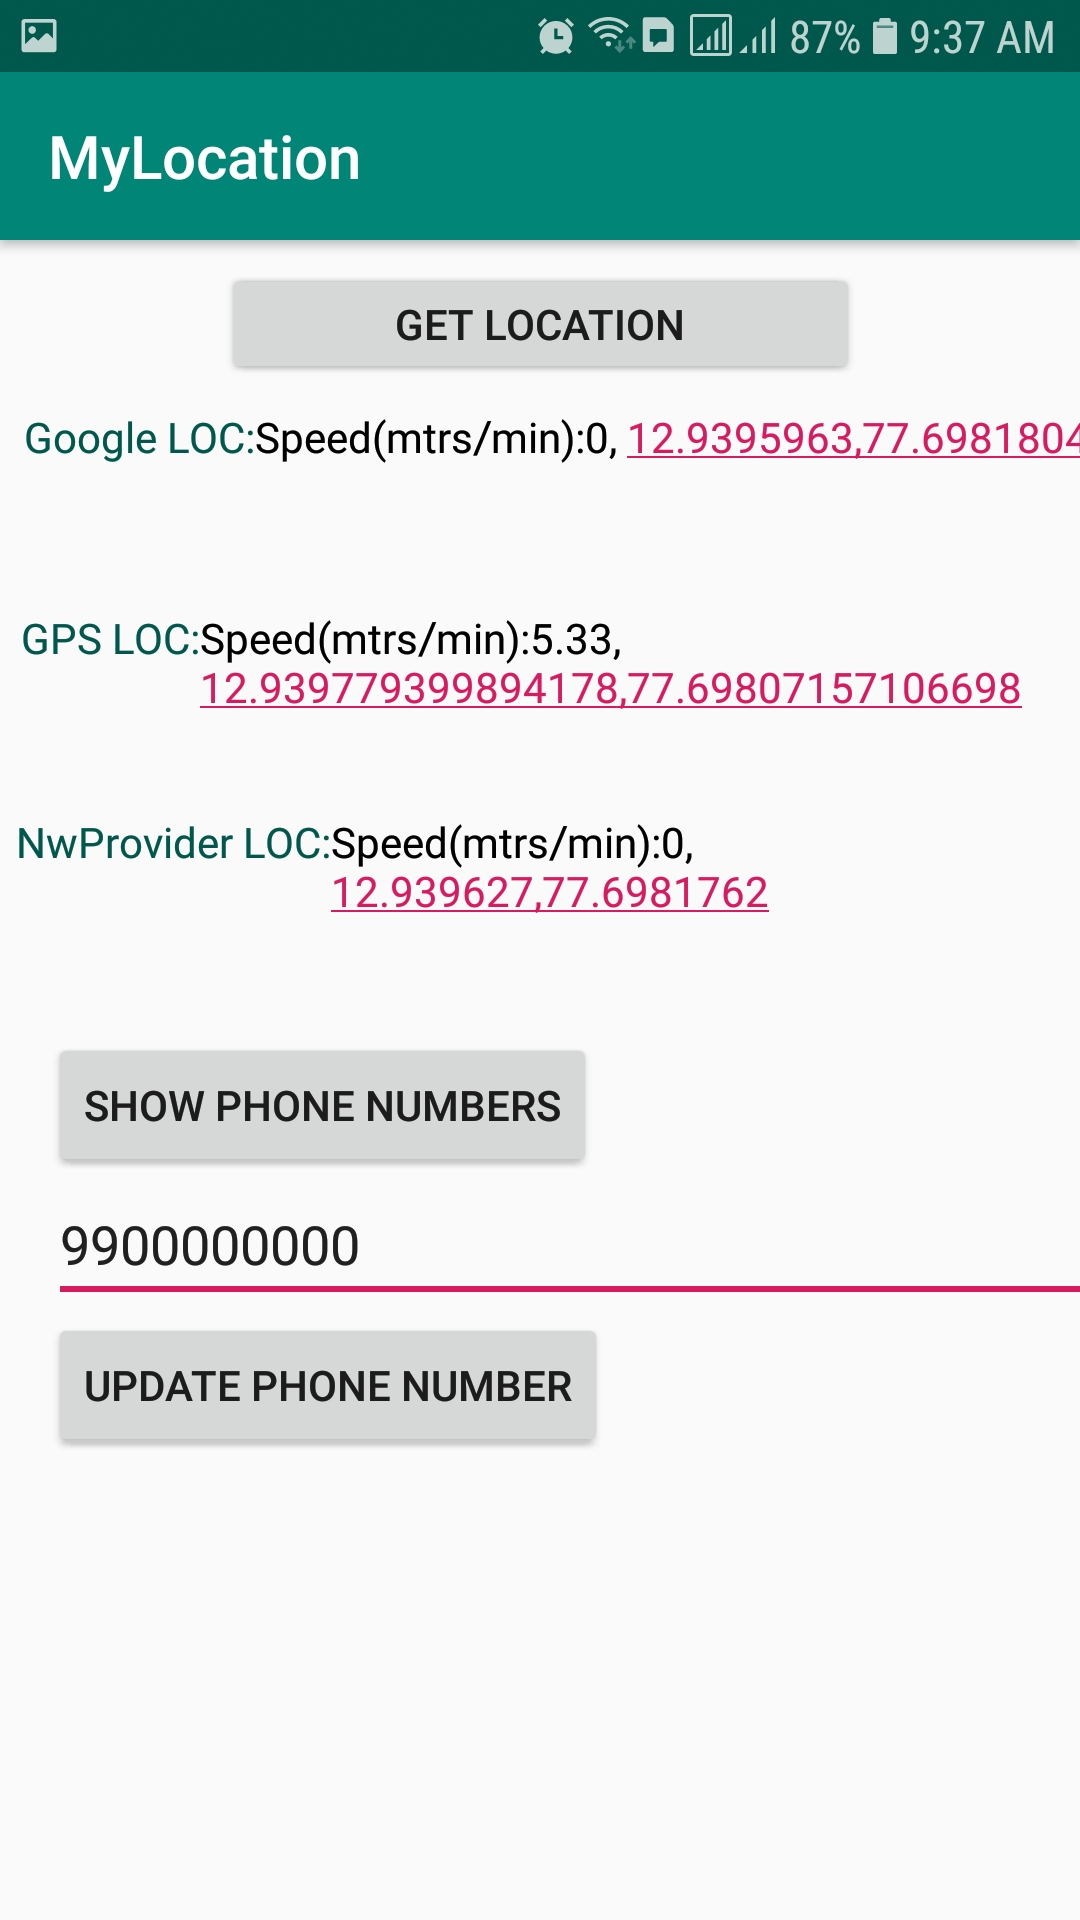 87% 9:37 AM
MyLocation
GET LOCATION
Google LOC:Speed(mtrs/min):0, 12.9395963,77.6981804
GPS LOC:Speed(mtrs/min):5.33,
12.939779399894178,77.69807157106698
NwProvider LOC:Speed(mtrs/min):0,
12.939627,77.6981762
SHOW PHONE NUMBERS
9900000000
UPDATE PHONE NUMBER